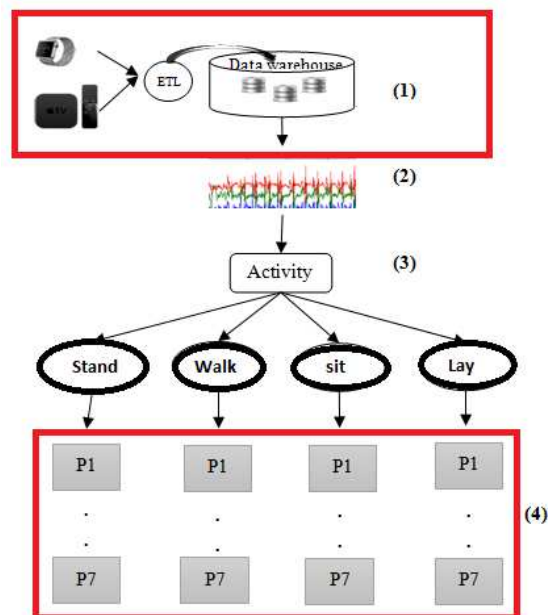 Data warehouse
ETL
tv
(1)
(2)
(3)
Activity
Stand
Walk
sit
Lay
P1
P1
P1
P1
(4)
P7
P7
P7
P7